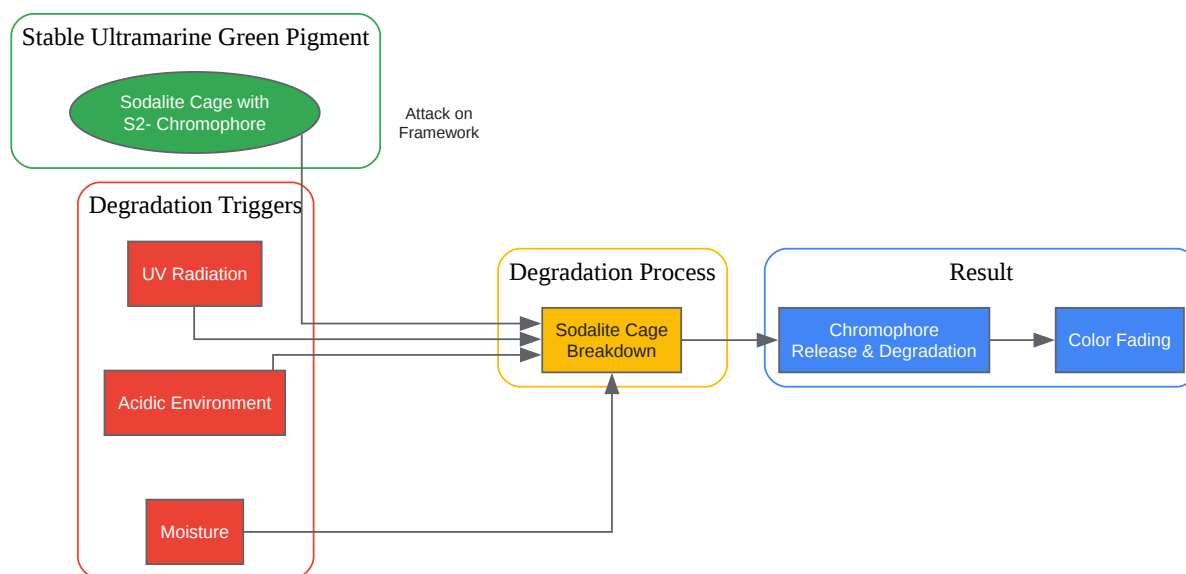 Stable Ultramarine Green Pigment
Sodalite Cage with
S2- Chromophore
Attack on
Framework
Degradation Triggers
UV Radiation
Acidic Environment
Moisture
Degradation Process
Sodalite Cage
Breakdown
Result
Chromophore
Release & Degradation
Color Fading